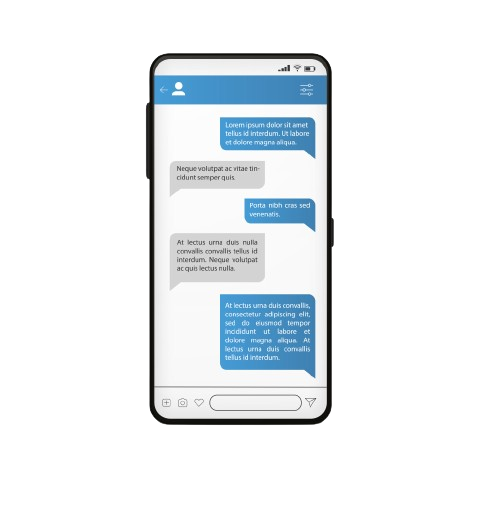 Lorem ipsum dolor sit amet
tellus id interdum. Ut labore
et dolore magna aliqua.
Neque volutpat ac vitae tin-
cidunt semper quis.
Porta nibh cras sed
venenatis.
At lectus urna duis nulla
convallis convallis tellus id
interdum. Neque volutpat
ac quis lectus nulla.
At lectus urna duis convallis,
consectetur adipiscing elit,
sed do eiusmod tempor
incididunt ut labore et
dolore magna aliqua. At
lectus urna duis convallis
tellus id interdum.